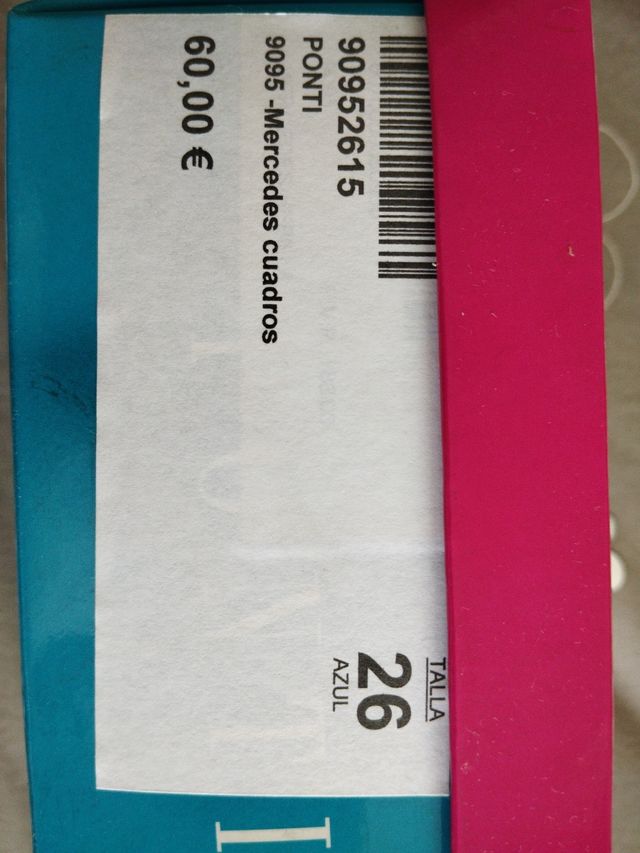 TALLA
26
AZUL
90952615
PONTI
9095 -Mercedes cuadros
60,00 €